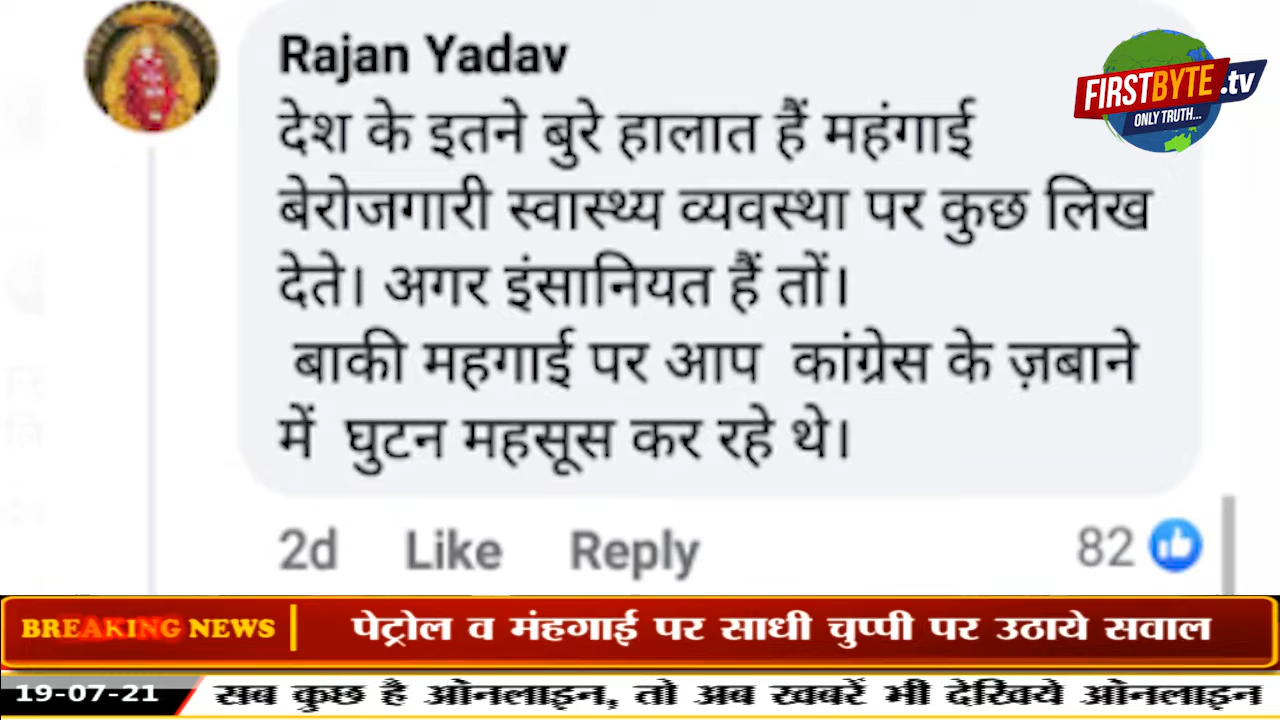 Rajan Yadav
देश के इतने बुरे हालात हैं महंगाई
बेरोजगारी स्वास्थ्य व्यवस्था पर कुछ लिख
देते। अगर इंसानियत हैं तों।
बाकी महगाई पर आप कांग्रेस के ज़बाने
में घुटन महसूस कर रहे थे।
2d Like Reply 82
FIRSTBYTE.tv
ONLY TRUTH...
BREAKING NEWS पेट्रोल व मंहगाई पर साधी चुप्पी पर उठाये सवाल
19-07-21 सब कुछ है ऑनलाइन, तो अब खबरें भी देखिये ऑनलाइन